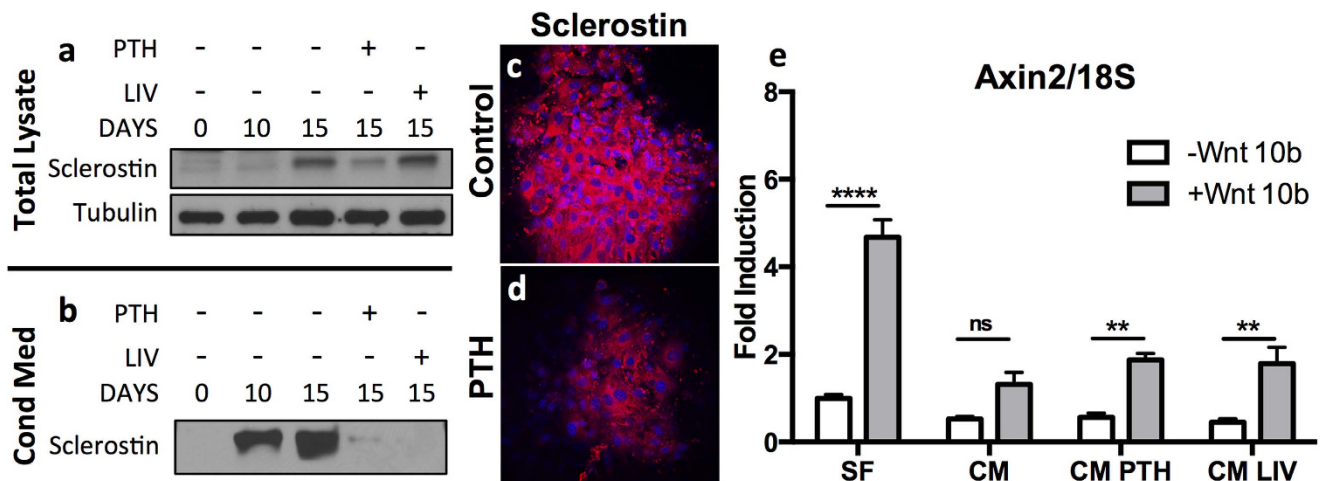 Total Lysate
a
PTH - - - + -
LIV - - - - +
DAYS 0 10 15 15 15
Sclerostin
Tubulin
Cond Med
b
PTH - - - + -
LIV - - - - +
DAYS 0 10 15 15 15
Sclerostin
Sclerostin
Control
c
PTH
d
e
Axin2/18S
Fold Induction
8
6
4
2
0
-Wnt 10b
+Wnt 10b
****
ns
**
**
SF CM CM PTH CM LIV